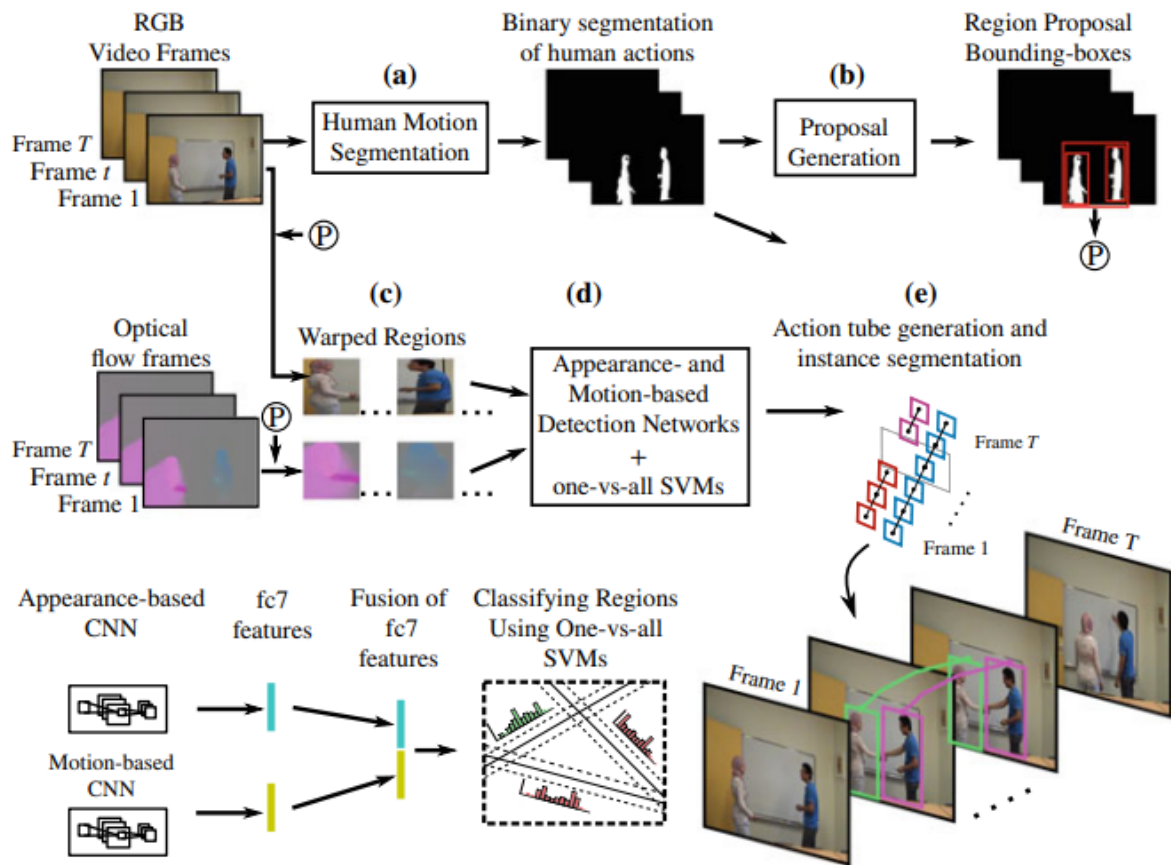 RGB
Video Frames
(a)
Binary segmentation
of human actions
(b)
Region Proposal
Bounding-boxes
Frame T
Frame t
Frame 1
Human Motion
Segmentation
Proposal
Generation
P
P
(c)
(d)
(e)
Optical
flow frames
Warped Regions
Action tube generation and
instance segmentation
Frame T
Frame t
Frame 1
P
Appearance- and
Motion-based
Detection Networks
+
one-vs-all SVMs
Frame T
Frame 1
Appearance-based
CNN
fc7
features
Fusion of
fc7
features
Classifying Regions
Using One-vs-all
SVMs
Motion-based
CNN
Frame 1
Frame T